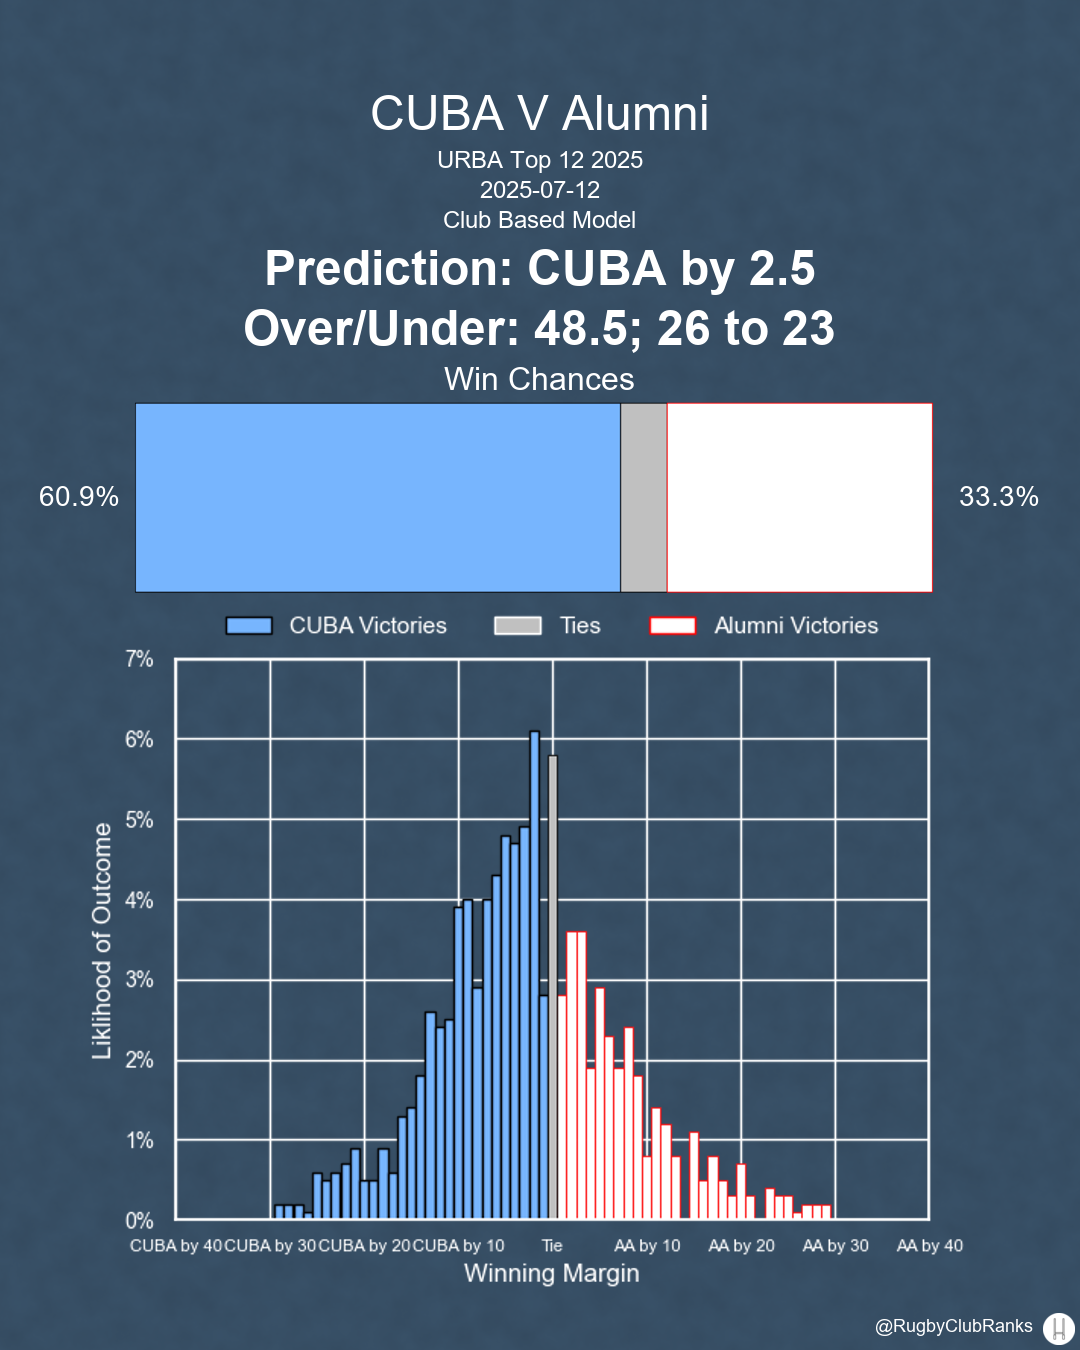 CUBA V Alumni
URBA Top 12 2025
2025-07-12
Club Based Model
Prediction: CUBA by 2.5
Over/Under: 48.5; 26 to 23
Win Chances
60.9%
33.3%
CUBA Victories Ties Alumni Victories
7%
6%
5%
4%
3%
2%
1%
0%
Liklihood of Outcome
CUBA by 40 CUBA by 30 CUBA by 20 CUBA by 10 Tie AA by 10 AA by 20 AA by 30 AA by 40
Winning Margin
@RugbyClubRanks